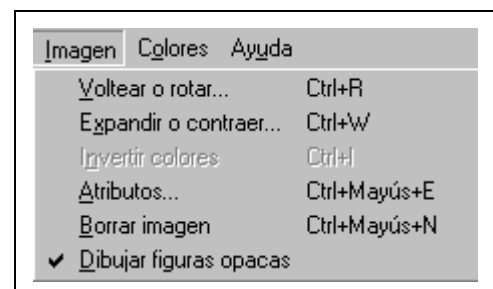 Imagen Colores Ayuda
Voltear o rotar... Ctrl+R
Expandir o contraer... Ctrl+W
Invertir colores Ctrl+I
Atributos... Ctrl+Mayús+E
Borrar imagen Ctrl+Mayús+N
✔ Dibujar figuras opacas